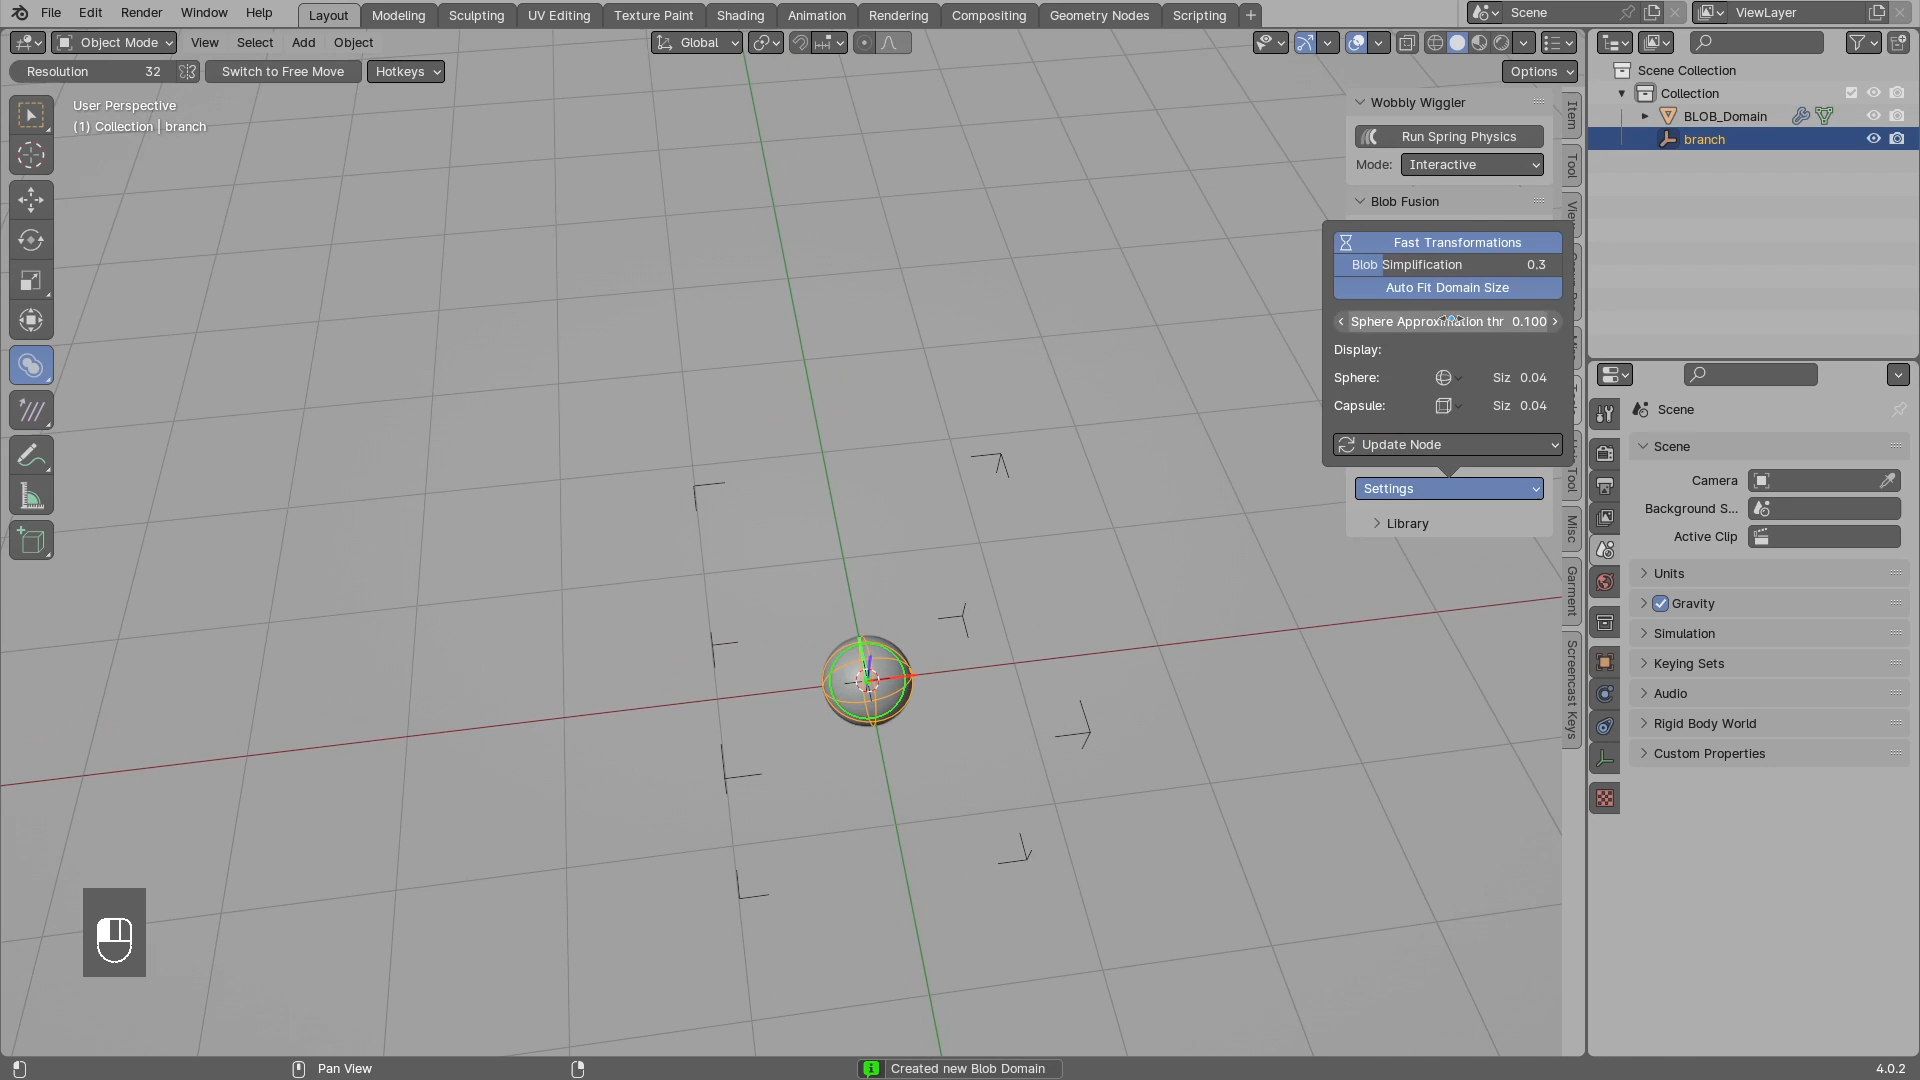 File Edit Render Window Help Layout Modeling Sculpting UV Editing Texture Paint Shading Animation Rendering Compositing Geometry Nodes Scripting + Scene ViewLayer
Object Mode View Select Add Object Global
Resolution 32 Switch to Free Move Hotkeys Options
User Perspective
(1) Collection | branch
Wobbly Wiggler
Run Spring Physics
Mode: Interactive
Blob Fusion
Fast Transformations
Blob Simplification 0.3
Auto Fit Domain Size
Sphere Approximation thr 0.100
Display:
Sphere: Siz 0.04
Capsule: Siz 0.04
Update Node
Settings
Library
Item
Tool
Tool
Misc
Garment
Screencast Keys
Scene Collection
Collection
BLOB_Domain
branch
Scene
Scene
Camera
Background S...
Active Clip
Units
Gravity
Simulation
Keying Sets
Audio
Rigid Body World
Custom Properties
Pan View Created new Blob Domain 4.0.2